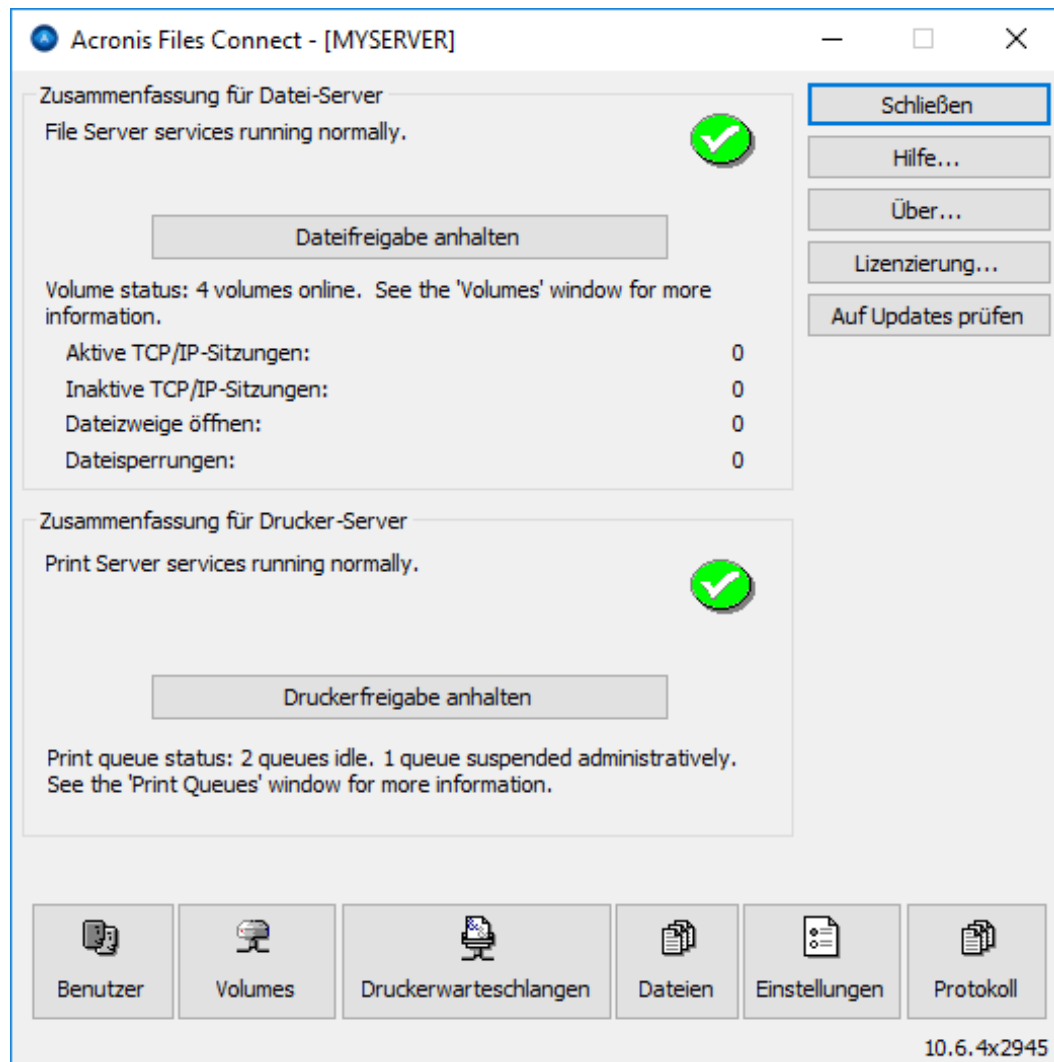 Acronis Files Connect - [MYSERVER]
Zusammenfassung für Datei-Server
File Server services running normally.
Dateifreigabe anhalten
Volume status: 4 volumes online.  See the 'Volumes' window for more
information.
Aktive TCP/IP-Sitzungen: 0
Inaktive TCP/IP-Sitzungen: 0
Dateizweige öffnen: 0
Dateisperrungen: 0
Schließen
Hilfe...
Über...
Lizenzierung...
Auf Updates prüfen
Zusammenfassung für Drucker-Server
Print Server services running normally.
Druckerfreigabe anhalten
Print queue status: 2 queues idle. 1 queue suspended administratively.
See the 'Print Queues' window for more information.
Benutzer
Volumes
Druckerwarteschlangen
Dateien
Einstellungen
Protokoll
10.6.4x2945